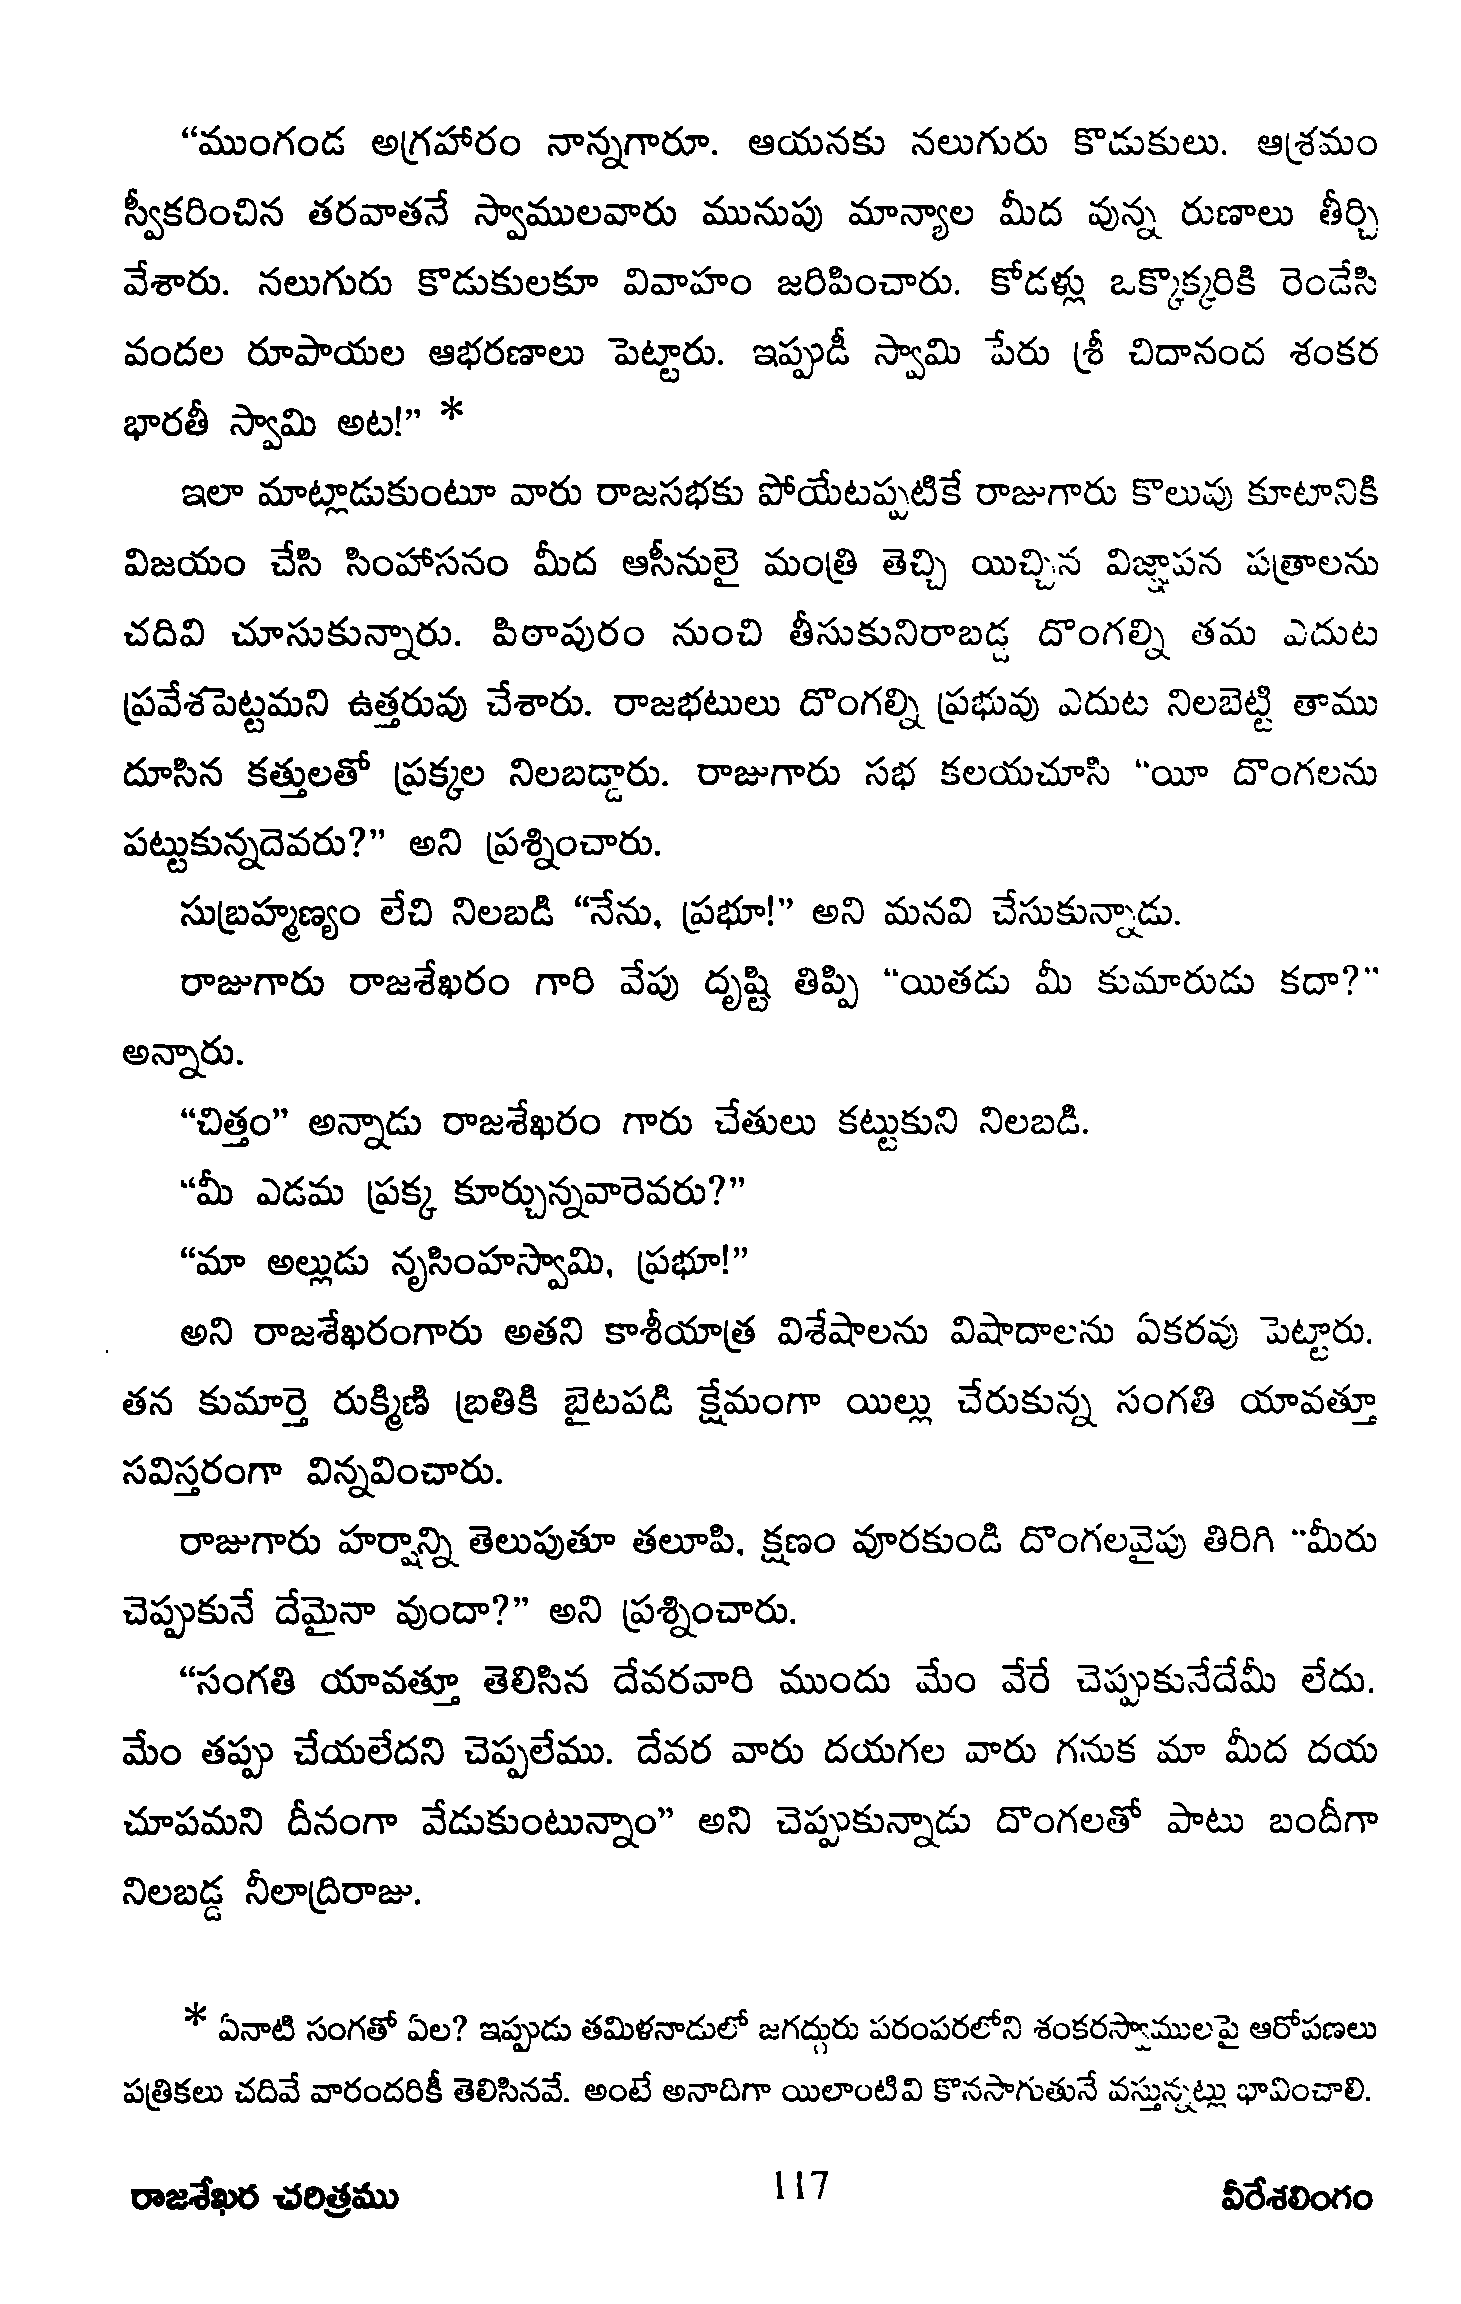 “ముంగండ అగ్రహారం నాన్నగారూ. ఆయనకు నలుగురు కొడుకులు. ఆశ్రమం
స్వీకరించిన తరవాతనే స్వాములవారు మునుపు మాన్యాల మీద వున్న రుణాలు తీర్చి
వేశారు. నలుగురు కొడుకులకూ వివాహం జరిపించారు. కోడళ్లు ఒక్కొక్కరికి రెండేసి
వందల రూపాయల ఆభరణాలు పెట్టారు. ఇప్పుడీ స్వామి పేరు శ్రీ చిదానంద శంకర
భారతీ స్వామి అట!” *
ఇలా మాట్లాడుకుంటూ వారు రాజసభకు పోయేటప్పటికే రాజుగారు కొలువు కూటానికి
విజయం చేసి సింహాసనం మీద ఆసీనులై మంత్రి తెచ్చి యిచ్చిన విజ్ఞాపన పత్రాలను
చదివి చూసుకున్నారు. పిఠాపురం నుంచి తీసుకునిరాబడ్డ దొంగల్ని తమ ఎదుట
ప్రవేశపెట్టమని ఉత్తరువు చేశారు. రాజభటులు దొంగల్ని ప్రభువు ఎదుట నిలబెట్టి తాము
దూసిన కత్తులతో ప్రక్కల నిలబడ్డారు. రాజుగారు సభ కలయచూసి “యీ దొంగలను
పట్టుకున్నదెవరు?” అని ప్రశ్నించారు.
సుబ్రహ్మణ్యం లేచి నిలబడి “నేను, ప్రభూ!” అని మనవి చేసుకున్నాడు.
రాజుగారు రాజశేఖరం గారి వేపు దృష్టి తిప్పి “యితడు మీ కుమారుడు కదా?”
అన్నారు.
“చిత్తం” అన్నాడు రాజశేఖరం గారు చేతులు కట్టుకుని నిలబడి.
“మీ ఎడమ ప్రక్క కూర్చున్నవారెవరు?”
“మా అల్లుడు నృసింహస్వామి, ప్రభూ!”
అని రాజశేఖరంగారు అతని కాశీయాత్ర విశేషాలను విషాదాలను ఏకరవు పెట్టారు.
తన కుమార్తె రుక్మిణి బ్రతికి బైటపడి క్షేమంగా యిల్లు చేరుకున్న సంగతి యావత్తూ
సవిస్తరంగా విన్నవించారు.
రాజుగారు హర్షాన్ని తెలుపుతూ తలూపి, క్షణం వూరకుండి దొంగలవైపు తిరిగి “మీరు
చెప్పుకునే దేమైనా వుందా?” అని ప్రశ్నించారు.
“సంగతి యావత్తూ తెలిసిన దేవరవారి ముందు మేం వేరే చెప్పుకునేదేమీ లేదు.
మేం తప్పు చేయలేదని చెప్పలేము. దేవర వారు దయగల వారు గనుక మా మీద దయ
చూపమని దీనంగా వేడుకుంటున్నాం” అని చెప్పుకున్నాడు దొంగలతో పాటు బందీగా
నిలబడ్డ నీలాద్రిరాజు.
* ఏనాటి సంగతో ఏల? ఇప్పుడు తమిళనాడులో జగద్గురు పరంపరలోని శంకరస్వాములపై ఆరోపణలు
పత్రికలు చదివే వారందరికీ తెలిసినవే. అంటే అనాదిగా యిలాంటివి కొనసాగుతునే వస్తున్నట్లు భావించాలి.
రాజశేఖర చరిత్రము 117 వీరేశలింగం